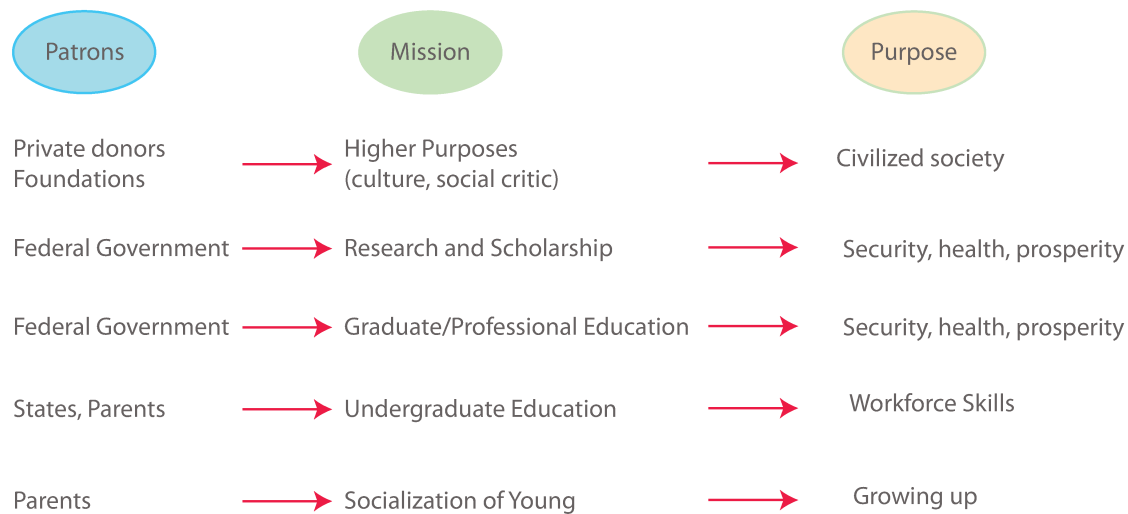 Patrons
Mission
Purpose
Private donors
Foundations
Higher Purposes
(culture, social critic)
Civilized society
Federal Government
Research and Scholarship
Security, health, prosperity
Federal Government
Graduate/Professional Education
Security, health, prosperity
States, Parents
Undergraduate Education
Workforce Skills
Parents
Socialization of Young
Growing up